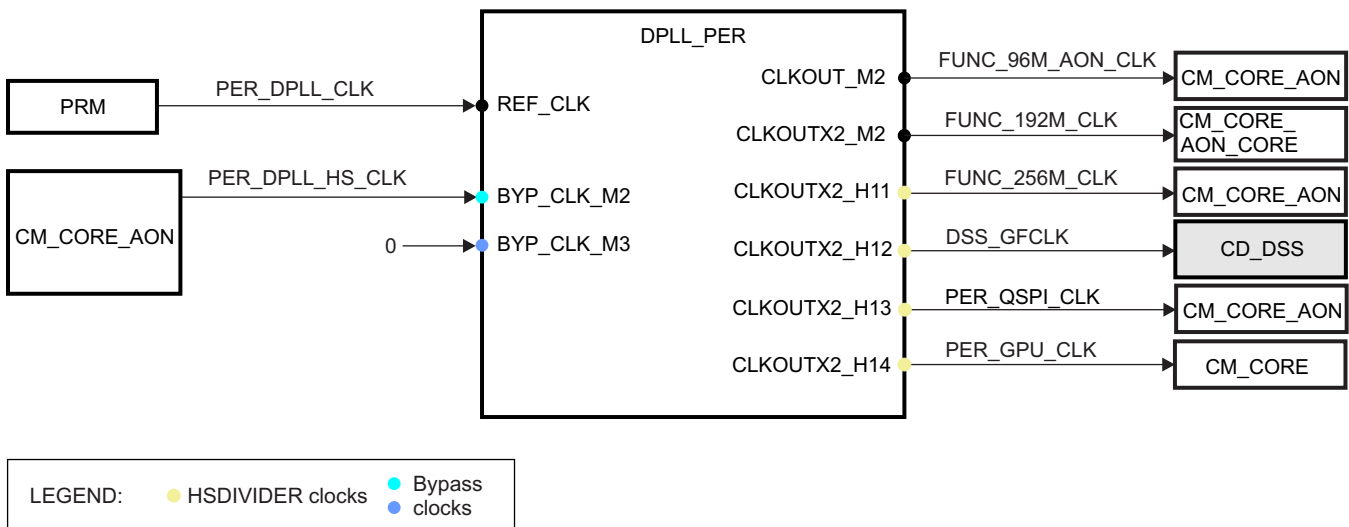 DPLL_PER
PRM
PER_DPLL_CLK
REF_CLK
CLKOUT_M2
FUNC_96M_AON_CLK
CM_CORE_AON
CLKOUTX2_M2
FUNC_192M_CLK
CM_CORE_
AON_CORE
CM_CORE_AON
PER_DPLL_HS_CLK
BYP_CLK_M2
CLKOUTX2_H11
FUNC_256M_CLK
CM_CORE_AON
0
BYP_CLK_M3
CLKOUTX2_H12
DSS_GFCLK
CD_DSS
CLKOUTX2_H13
PER_QSPI_CLK
CM_CORE_AON
CLKOUTX2_H14
PER_GPU_CLK
CM_CORE
LEGEND:
HSDIVIDER clocks
Bypass
clocks